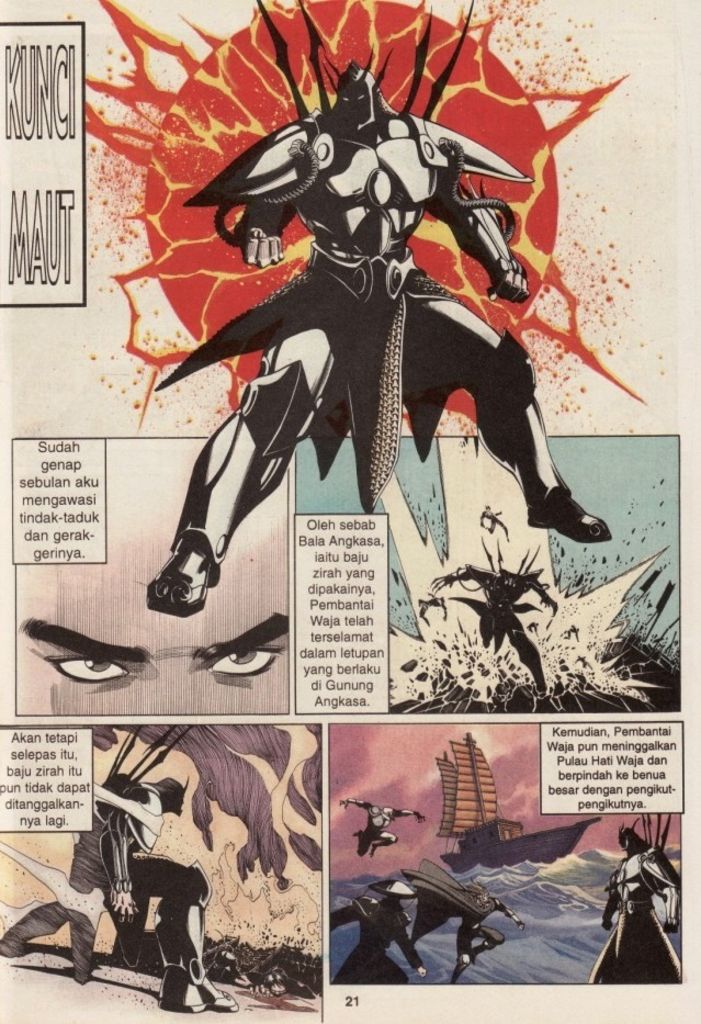 KUNCI
MAUT
Sudah
genap
sebulan aku
mengawasi
tindak-taduk
dan gerak-
gerinya.
Oleh sebab
Bala Angkasa,
iaitu baju
zirah yang
dipakainya,
Pembantai
Waja telah
terselamat
dalam letupan
yang berlaku
di Gunung
Angkasa.
Akan tetapi
selepas itu,
baju zirah itu
pun tidak dapat
ditanggalkan-
nya lagi.
Kemudian, Pembantai
Waja pun meninggalkan
Pulau Hati Waja dan
berpindah ke benua
besar dengan pengikut-
pengikutnya.
21